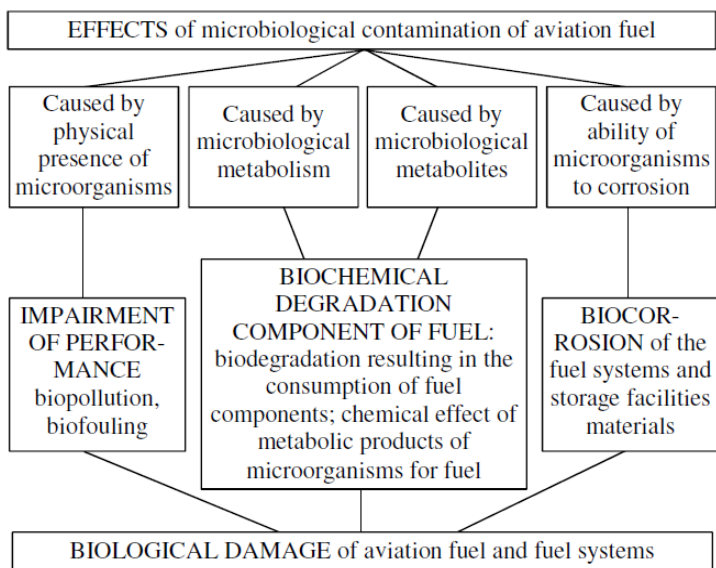 EFFECTS of microbiological contamination of aviation fuel
Caused by
physical
presence of
microorganisms
Caused by
microbiological
metabolism
Caused by
microbiological
metabolites
Caused by
ability of
microorganisms
to corrosion
IMPAIRMENT
OF PERFOR-
MANCE
biopollution,
biofouling
BIOCHEMICAL
DEGRADATION
COMPONENT OF FUEL:
biodegradation resulting in the
consumption of fuel
components; chemical effect of
metabolic products of
microorganisms for fuel
BIOCOR-
ROSION of the
fuel systems and
storage facilities
materials
BIOLOGICAL DAMAGE of aviation fuel and fuel systems